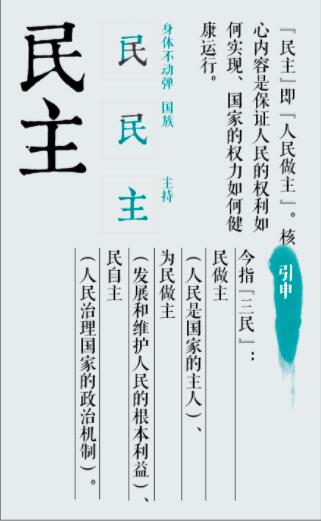 民主
身体不动弹
民
国族
民
主持
主
『民主』即『人民做主』。核
心内容是保证人民的权利如
何实现、国家的权力如何健
康运行。
引申
今指『三民』：
民做主
（人民是国家的主人）、
为民做主
（发展和维护人民的根本利益）、
民自主
（人民治理国家的政治机制）。